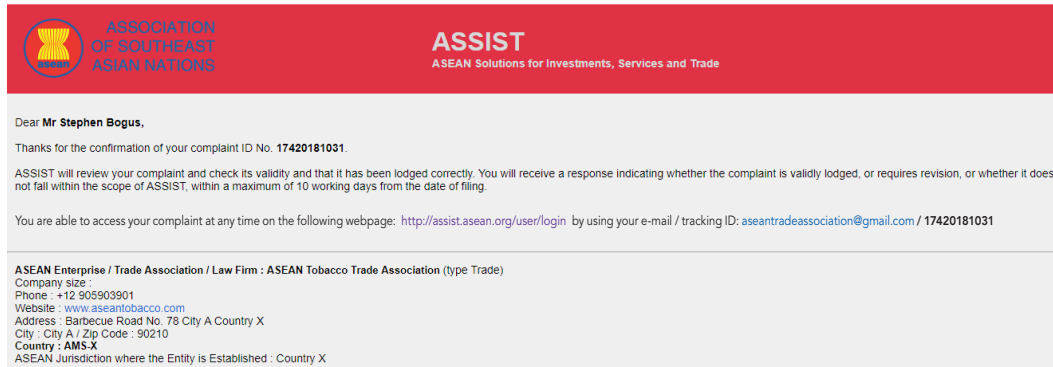 ASSOCIATION
OF SOUTHEAST
ASIAN NATIONS
asean
ASSIST
ASEAN Solutions for Investments, Services and Trade
Dear Mr Stephen Bogus,
Thanks for the confirmation of your complaint ID No. 17420181031.
ASSIST will review your complaint and check its validity and that it has been lodged correctly. You will receive a response indicating whether the complaint is validly lodged, or requires revision, or whether it does
not fall within the scope of ASSIST, within a maximum of 10 working days from the date of filing.
You are able to access your complaint at any time on the following webpage: http://assist.asean.org/user/login by using your e-mail / tracking ID: aseantradeassociation@gmail.com / 17420181031
ASEAN Enterprise / Trade Association / Law Firm : ASEAN Tobacco Trade Association (type Trade)
Company size :
Phone : +12 905903901
Website : www.aseantobacco.com
Address : Barbecue Road No. 78 City A Country X
City : City A / Zip Code : 90210
Country : AMS-X
ASEAN Jurisdiction where the Entity is Established : Country X